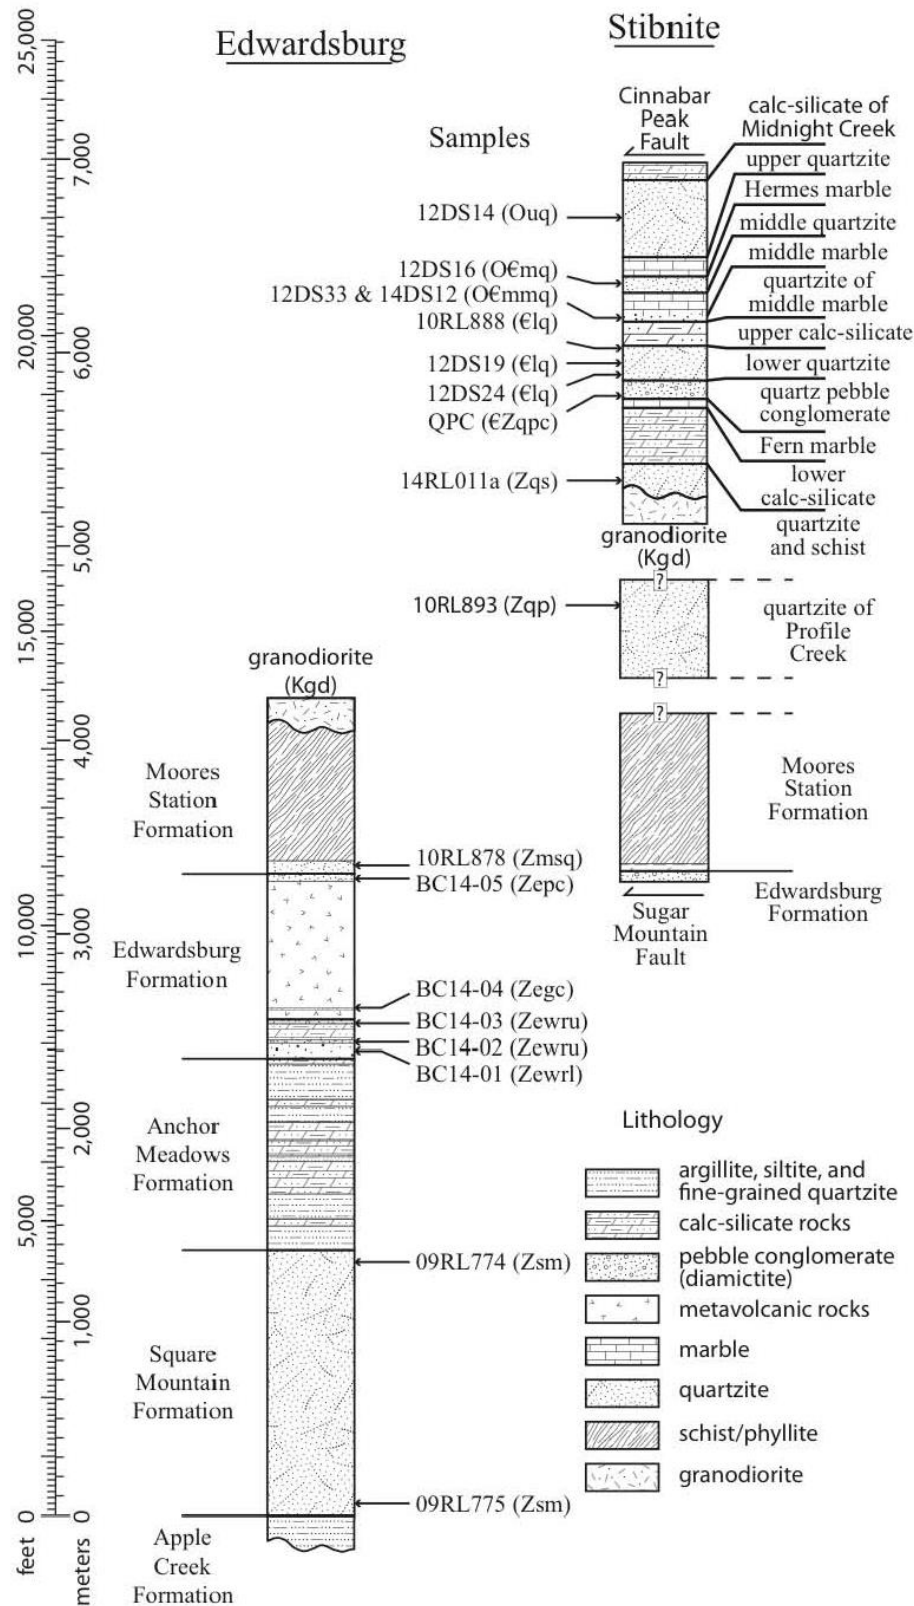 Edwardsburg
Stibnite
25,000
20,000
15,000
10,000
5,000
0
feet
7,000
6,000
5,000
4,000
3,000
2,000
1,000
0
meters
Samples
12DS14 (Ouq)
12DS16 (O€mq)
12DS33 & 14DS12 (O€mmq)
10RL888 (€lq)
12DS19 (€lq)
12DS24 (€lq)
QPC (€Zqpc)
14RL011a (Zqs)
10RL893 (Zqp)
10RL878 (Zmsq)
BC14-05 (Zepc)
BC14-04 (Zegc)
BC14-03 (Zewru)
BC14-02 (Zewru)
BC14-01 (Zewrl)
09RL774 (Zsm)
09RL775 (Zsm)
granodiorite
(Kgd)
Moores
Station
Formation
Edwardsburg
Formation
Anchor
Meadows
Formation
Square
Mountain
Formation
Apple
Creek
Formation
Cinnabar
Peak
Fault
calc-silicate of
Midnight Creek
upper quartzite
Hermes marble
middle quartzite
middle marble
quartzite of
middle marble
upper calc-silicate
lower quartzite
quartz pebble
conglomerate
Fern marble
lower
calc-silicate
quartzite
and schist
granodiorite
(Kgd)
?
quartzite of
Profile
Creek
?
?
Moores
Station
Formation
Edwardsburg
Formation
Sugar
Mountain
Fault
Lithology
argillite, siltite, and
fine-grained quartzite
calc-silicate rocks
pebble conglomerate
(diamictite)
metavolcanic rocks
marble
quartzite
schist/phyllite
granodiorite